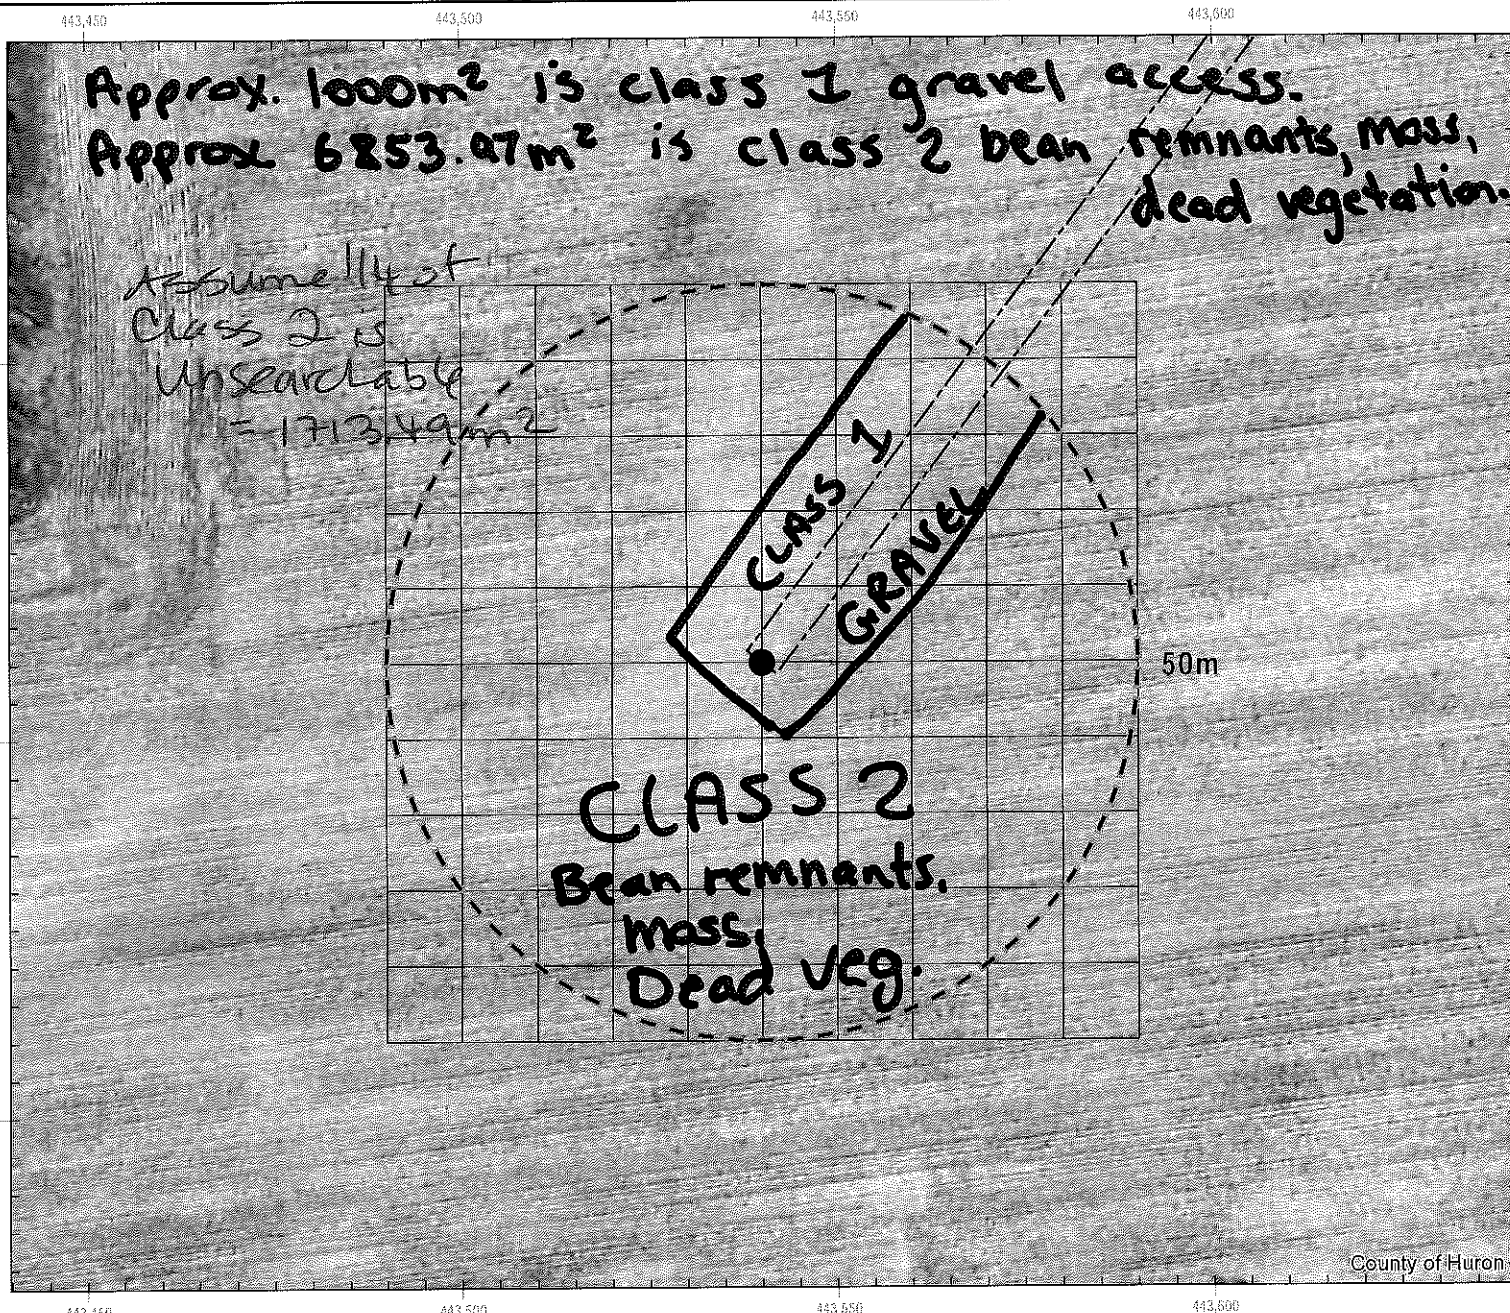 443,450 443,500 443,550 443,600
Approx. 1000m² is class 1 gravel access.
Approx 6853.97m² is class 2 bean remnants, moss,
dead vegetation.
Assume 1/4 of
Class 2 is
Unsearchable
= 1713.49m²
CLASS 1
GRAVEL
50m
CLASS 2
Bean remnants,
moss,
Dead veg.
County of Huron
443,450 443,500 443,550 443,600